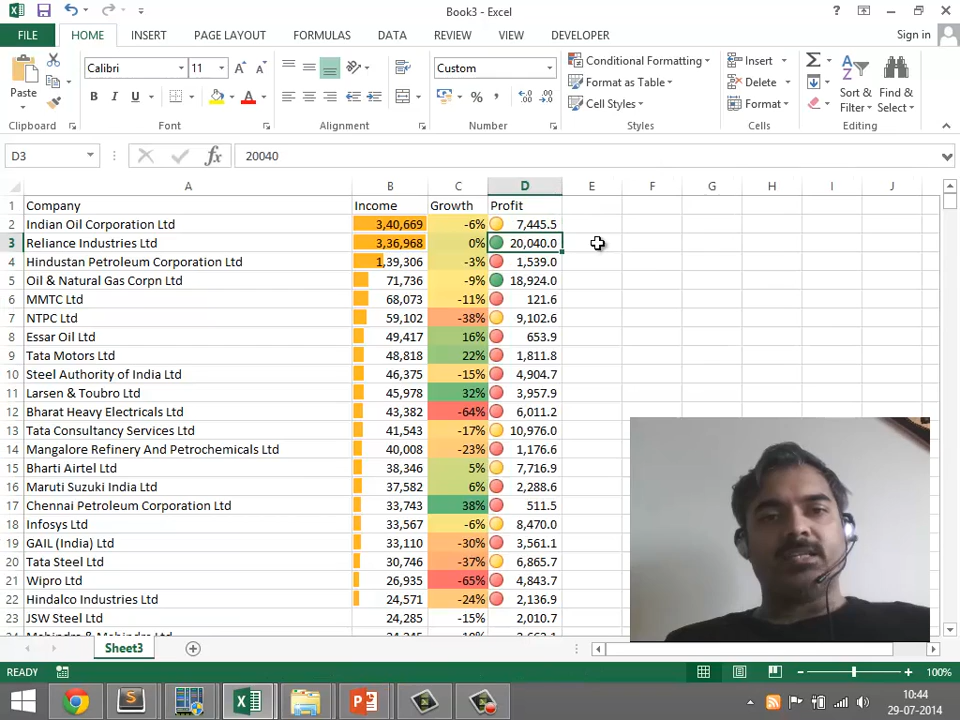 Book3 - Excel
FILE HOME INSERT PAGE LAYOUT FORMULAS DATA REVIEW VIEW DEVELOPER Sign in
Paste Calibri 11 Custom Conditional Formatting Insert Sort & Find &
B I U % Format as Table Delete Filter Select
Cell Styles Format
Clipboard Font Alignment Number Styles Cells Editing
D3 fx 20040
A B C D E F G H I J
1 Company Income Growth Profit
2 Indian Oil Corporation Ltd 3,40,669 -6% 7,445.5
3 Reliance Industries Ltd 3,36,968 0% 20,040.0
4 Hindustan Petroleum Corporation Ltd 1,39,306 -3% 1,539.0
5 Oil & Natural Gas Corpn Ltd 71,736 -9% 18,924.0
6 MMTC Ltd 68,073 -11% 121.6
7 NTPC Ltd 59,102 -38% 9,102.6
8 Essar Oil Ltd 49,417 16% 653.9
9 Tata Motors Ltd 48,818 22% 1,811.8
10 Steel Authority of India Ltd 46,375 -15% 4,904.7
11 Larsen & Toubro Ltd 45,978 32% 3,957.9
12 Bharat Heavy Electricals Ltd 43,382 -64% 6,011.2
13 Tata Consultancy Services Ltd 41,543 -17% 10,976.0
14 Mangalore Refinery And Petrochemicals Ltd 40,008 -23% 1,176.6
15 Bharti Airtel Ltd 38,346 5% 7,716.9
16 Maruti Suzuki India Ltd 37,582 6% 2,288.6
17 Chennai Petroleum Corporation Ltd 33,743 38% 511.5
18 Infosys Ltd 33,567 -6% 8,470.0
19 GAIL (India) Ltd 33,110 -30% 3,561.1
20 Tata Steel Ltd 30,746 -37% 6,865.7
21 Wipro Ltd 26,935 -65% 4,843.7
22 Hindalco Industries Ltd 24,571 -24% 2,136.9
23 JSW Steel Ltd 24,285 -15% 2,010.7
Sheet3
READY 100%
10:44
29-07-2014